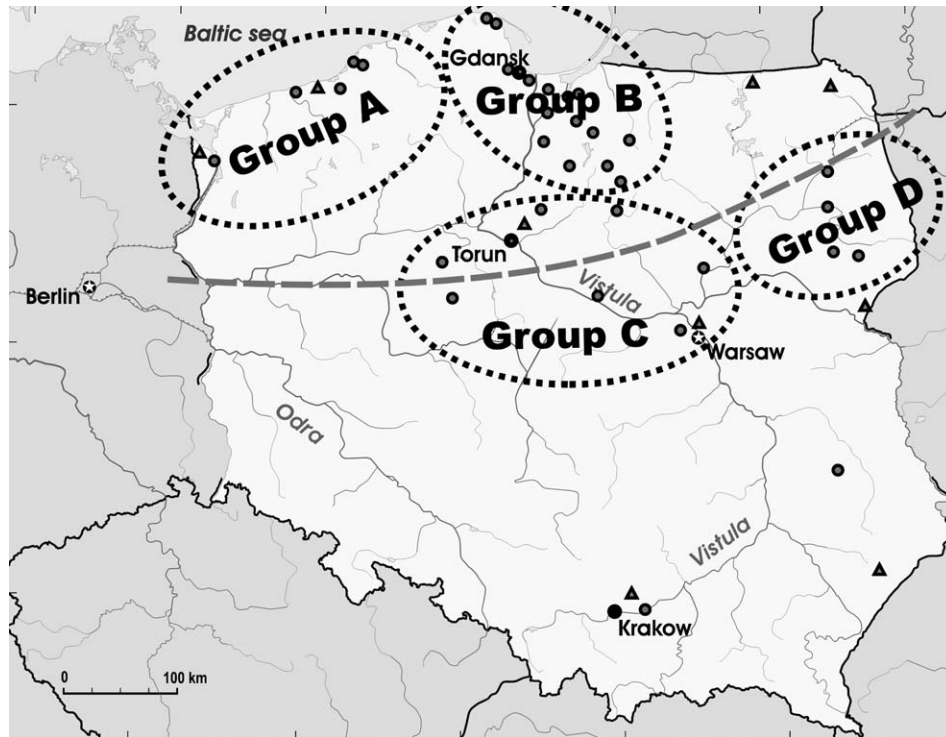 Baltic sea
Gdansk
Group A
Group B
Group D
Torun
Vistula
Berlin
Group C
Warsaw
Odra
Vistula
Krakow
0 100 km